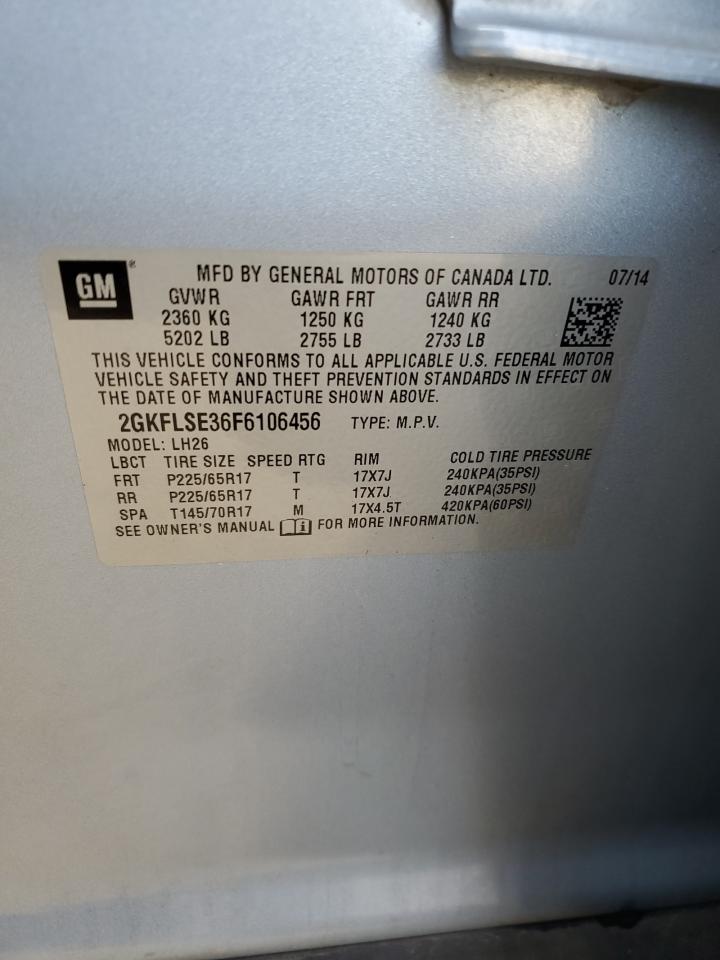 GM® MFD BY GENERAL MOTORS OF CANADA LTD. 07/14
GVWR GAWR FRT GAWR RR
2360 KG 1250 KG 1240 KG
5202 LB 2755 LB 2733 LB
THIS VEHICLE CONFORMS TO ALL APPLICABLE U.S. FEDERAL MOTOR
VEHICLE SAFETY AND THEFT PREVENTION STANDARDS IN EFFECT ON
THE DATE OF MANUFACTURE SHOWN ABOVE.
2GKFLSE36F6106456 TYPE: M.P.V.
MODEL: LH26
LBCT TIRE SIZE SPEED RTG RIM COLD TIRE PRESSURE
FRT P225/65R17 T 17X7J 240KPA(35PSI)
RR P225/65R17 T 17X7J 240KPA(35PSI)
SPA T145/70R17 M 17X4.5T 420KPA(60PSI)
SEE OWNER'S MANUAL i FOR MORE INFORMATION.